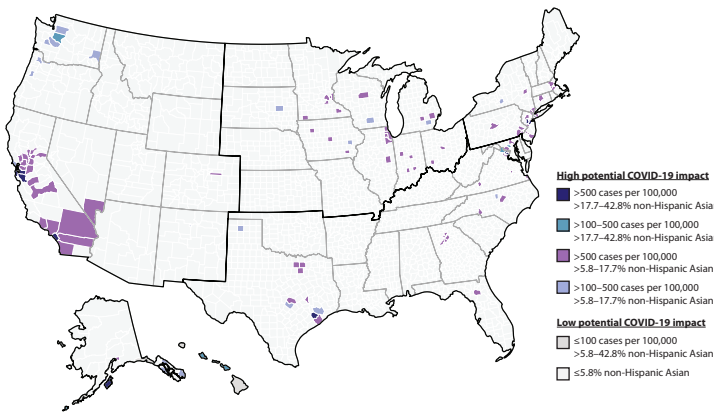 High potential COVID-19 impact
>500 cases per 100,000
>17.7–42.8% non-Hispanic Asia
>100–500 cases per 100,000
>17.7–42.8% non-Hispanic Asia
>500 cases per 100,000
>5.8–17.7% non-Hispanic Asian
>100–500 cases per 100,000
>5.8–17.7% non-Hispanic Asian
Low potential COVID-19 impact
≤100 cases per 100,000
>5.8–42.8% non-Hispanic Asian
≤5.8% non-Hispanic Asian